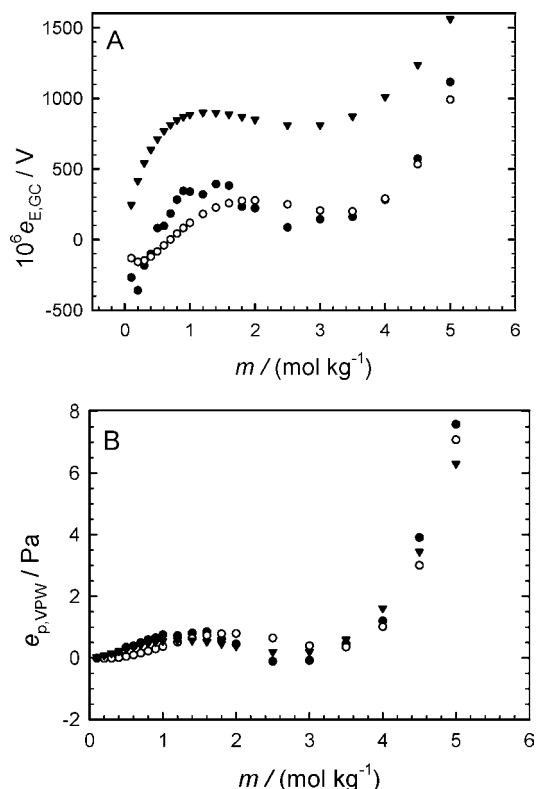 A
1500
1000
500
0
-500
10⁶e_E,GC / V
0 1 2 3 4 5 6
m / (mol kg⁻¹)
B
8
6
4
2
0
-2
e_p,VPW / Pa
0 1 2 3 4 5 6
m / (mol kg⁻¹)